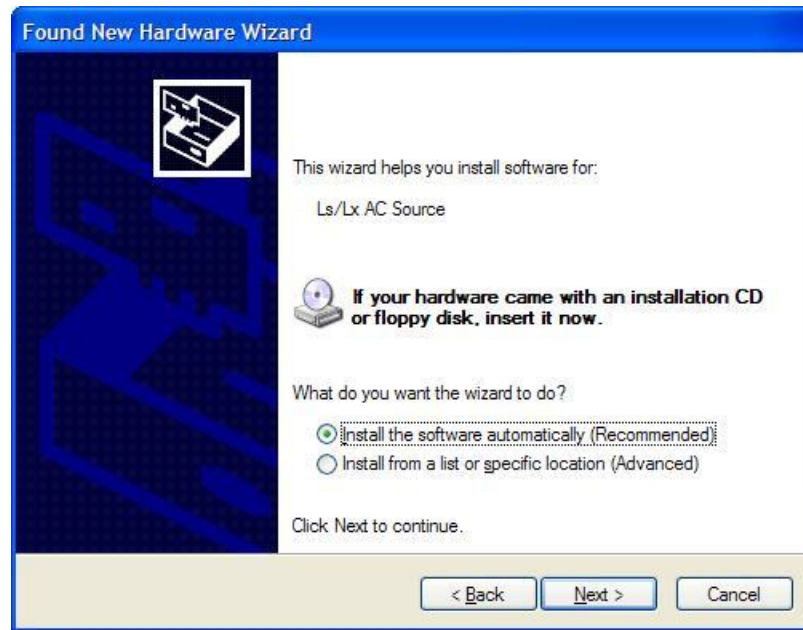 Found New Hardware Wizard
This wizard helps you install software for:
Ls/Lx AC Source
If your hardware came with an installation CD
or floppy disk, insert it now.
What do you want the wizard to do?
Install the software automatically (Recommended)
Install from a list or specific location (Advanced)
Click Next to continue.
< Back Next > Cancel